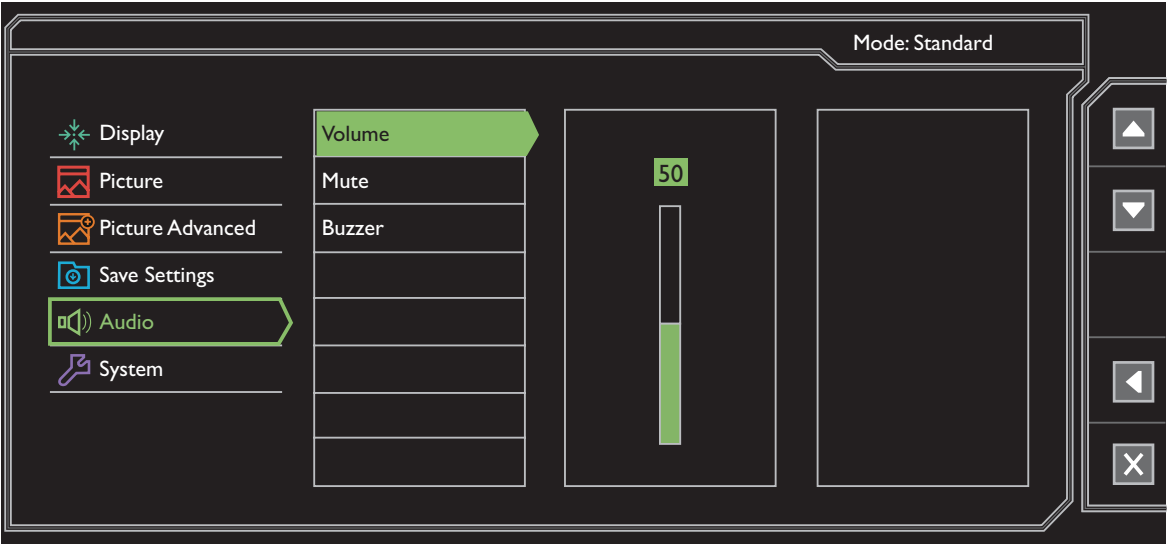 Mode: Standard
Display
Picture
Picture Advanced
Save Settings
Audio
System
Volume
Mute
Buzzer
50
X